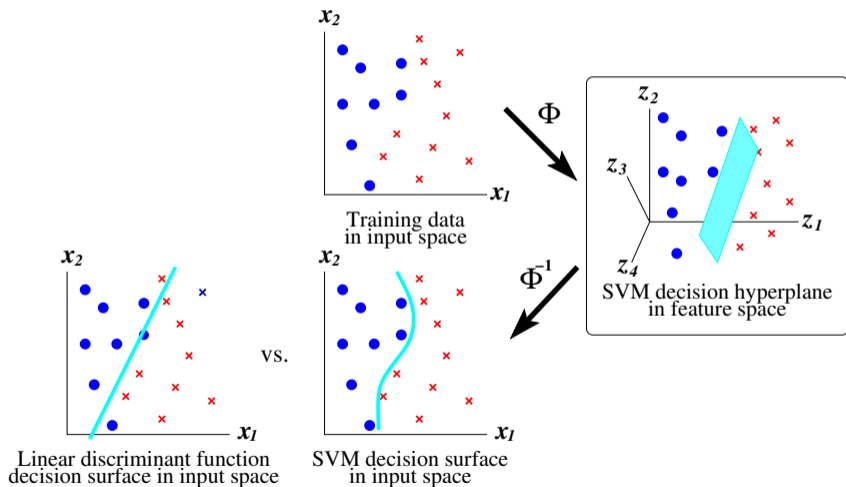 x2
x1
Training data
in input space
Φ
z2
z3
z1
z4
SVM decision hyperplane
in feature space
Φ-1
x2
x1
Linear discriminant function
decision surface in input space
vs.
x2
x1
SVM decision surface
in input space